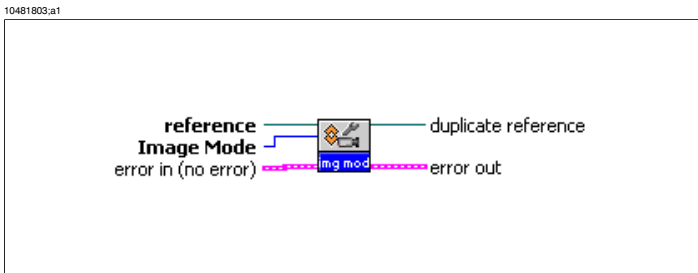 10481803;a1
reference
duplicate reference
Image Mode
img mod
error in (no error)
error out